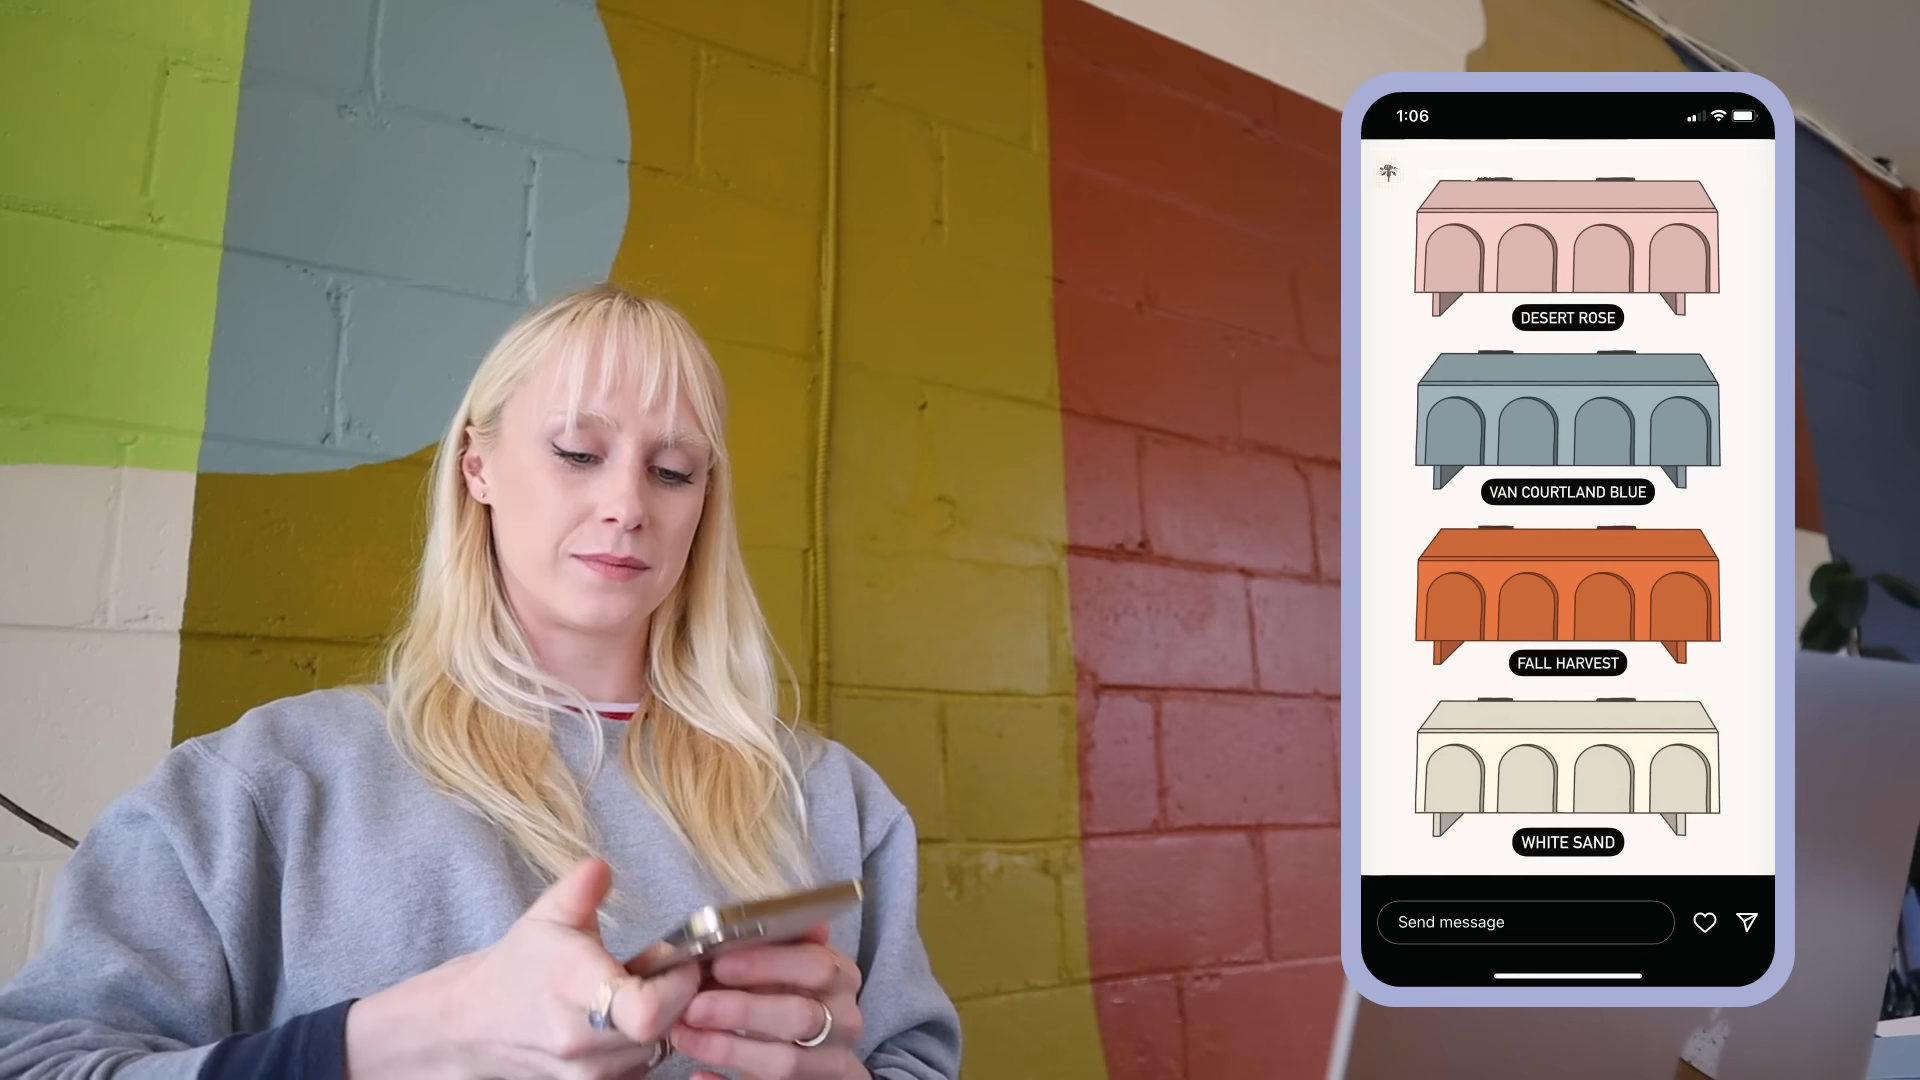 1:06
DESERT ROSE
VAN COURTLAND BLUE
FALL HARVEST
WHITE SAND
Send message